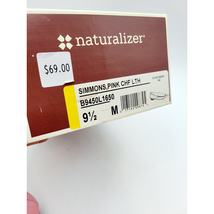 naturalizer
$69.00
SIMMONS,PINK CHF LTH
B9450L1650
9½ M